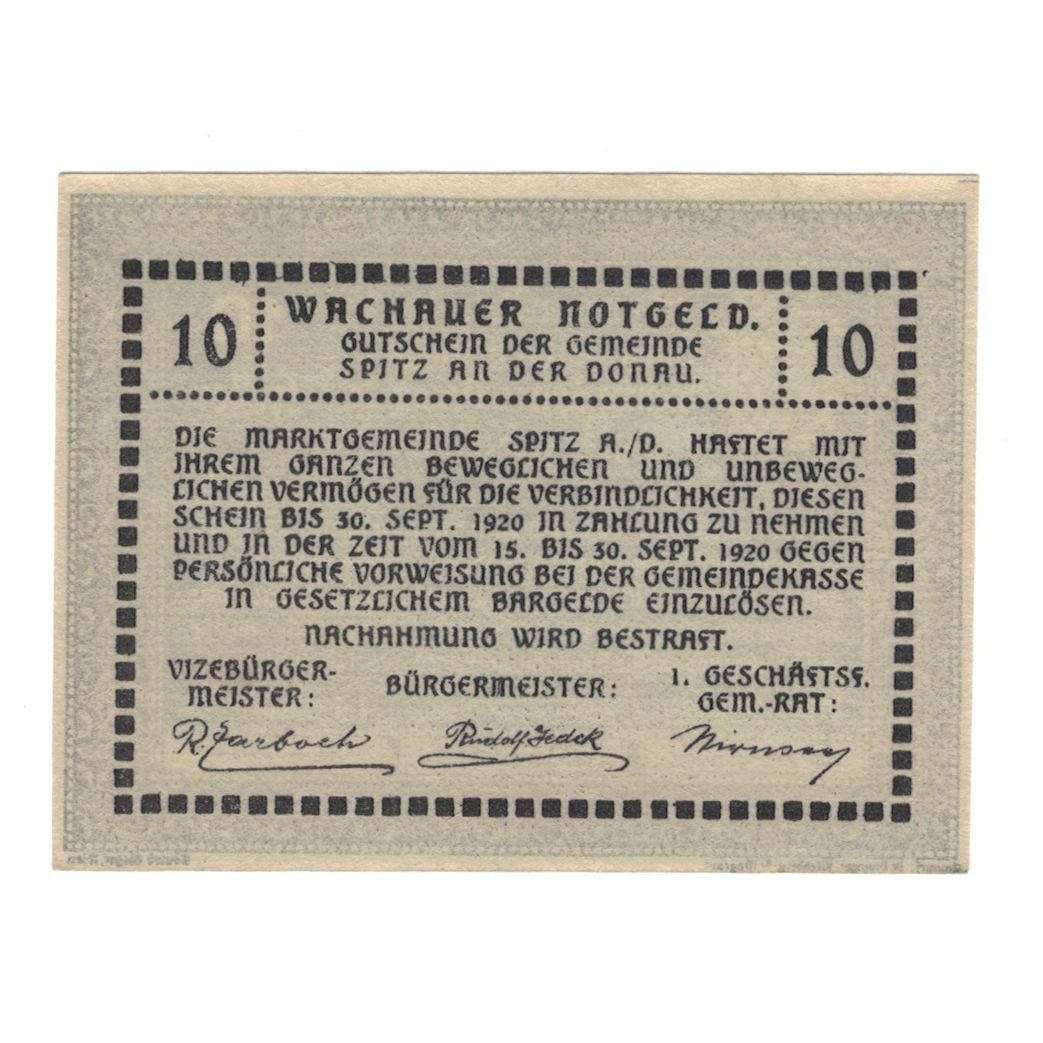 10 WACHAUER NOTGELD. 10
GUTSCHEIN DER GEMEINDE
SPITZ AN DER DONAU.
DIE MARKTGEMEINDE SPITZ A./D. HAFTET MIT
IHREM GANZEN BEWEGLICHEN UND UNBEWEG-
LICHEN VERMÖGEN FÜR DIE VERBINDLICHKEIT, DIESEN
SCHEIN BIS 30. SEPT. 1920 IN ZAHLUNG ZU NEHMEN
UND IN DER ZEIT VOM 15. BIS 30. SEPT. 1920 GEGEN
PERSÖNLICHE VORWEISUNG BEI DER GEMEINDEKASSE
IN GESETZLICHEM BARGELDE EINZULÖSEN.
NACHAHMUNG WIRD BESTRAFT.
VIZEBÜRGER-
MEISTER:
BÜRGERMEISTER:
1. GESCHÄFTSF.
GEM.-RAT:
Rudolf Jedek